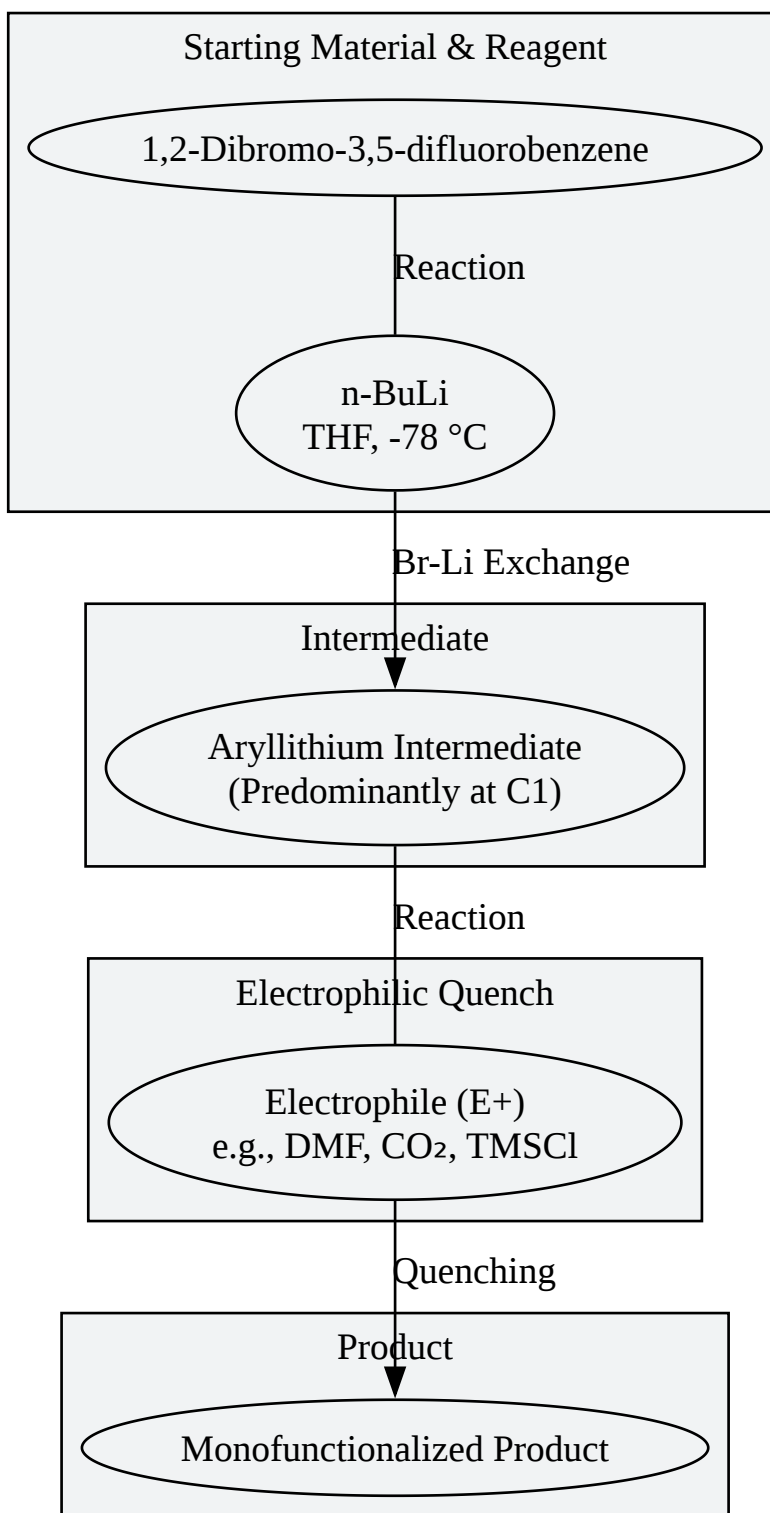 Starting Material & Reagent
1,2-Dibromo-3,5-difluorobenzene
Reaction
n-BuLi
THF, -78 °C
Br-Li Exchange
Intermediate
Aryllithium Intermediate
(Predominantly at C1)
Reaction
Electrophilic Quench
Electrophile (E+)
e.g., DMF, CO₂, TMSCl
Quenching
Product
Monofunctionalized Product